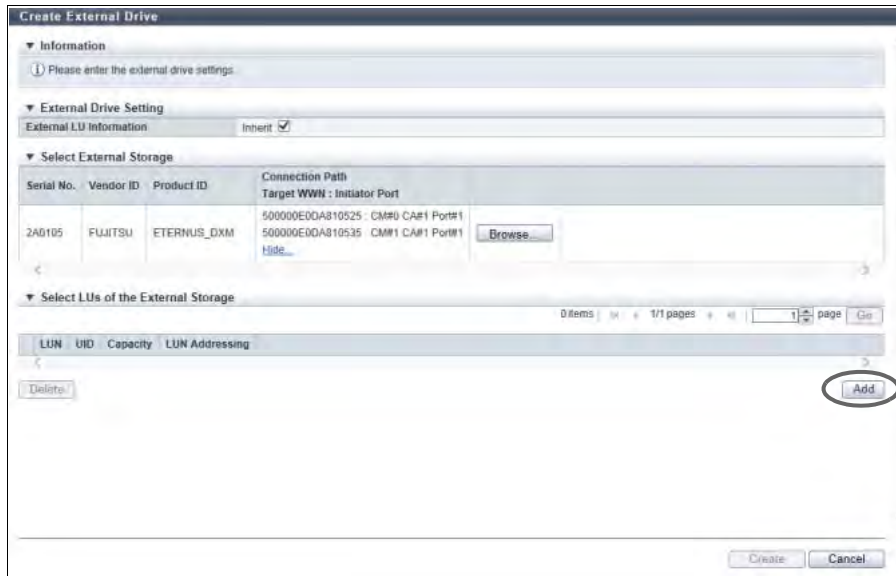 Create External Drive
Information
Please enter the external drive settings.
External Drive Setting
External LU Information Inherit
Select External Storage
Serial No. Vendor ID Product ID Connection Path
Target WWN : Initiator Port
2A0105 FUJITSU ETERNUS_DXM 500000E0DA810525 : CM#0 CA#1 Port#1
500000E0DA810535 : CM#1 CA#1 Port#1
Browse...
Hide...
Select LUs of the External Storage
0 items 1/1 pages 1 page Go
LUN UID Capacity LUN Addressing
Delete Add
Create Cancel